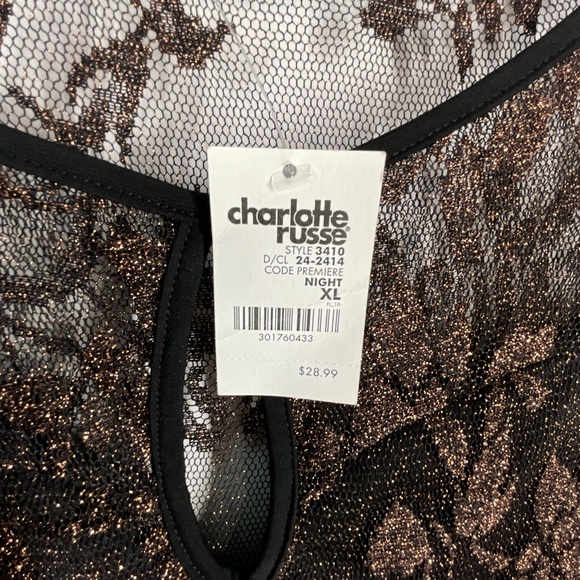 charlotte
russe
STYLE 3410
D/CL 24-2414
CODE PREMIERE
NIGHT
XL
301760433
$28.99